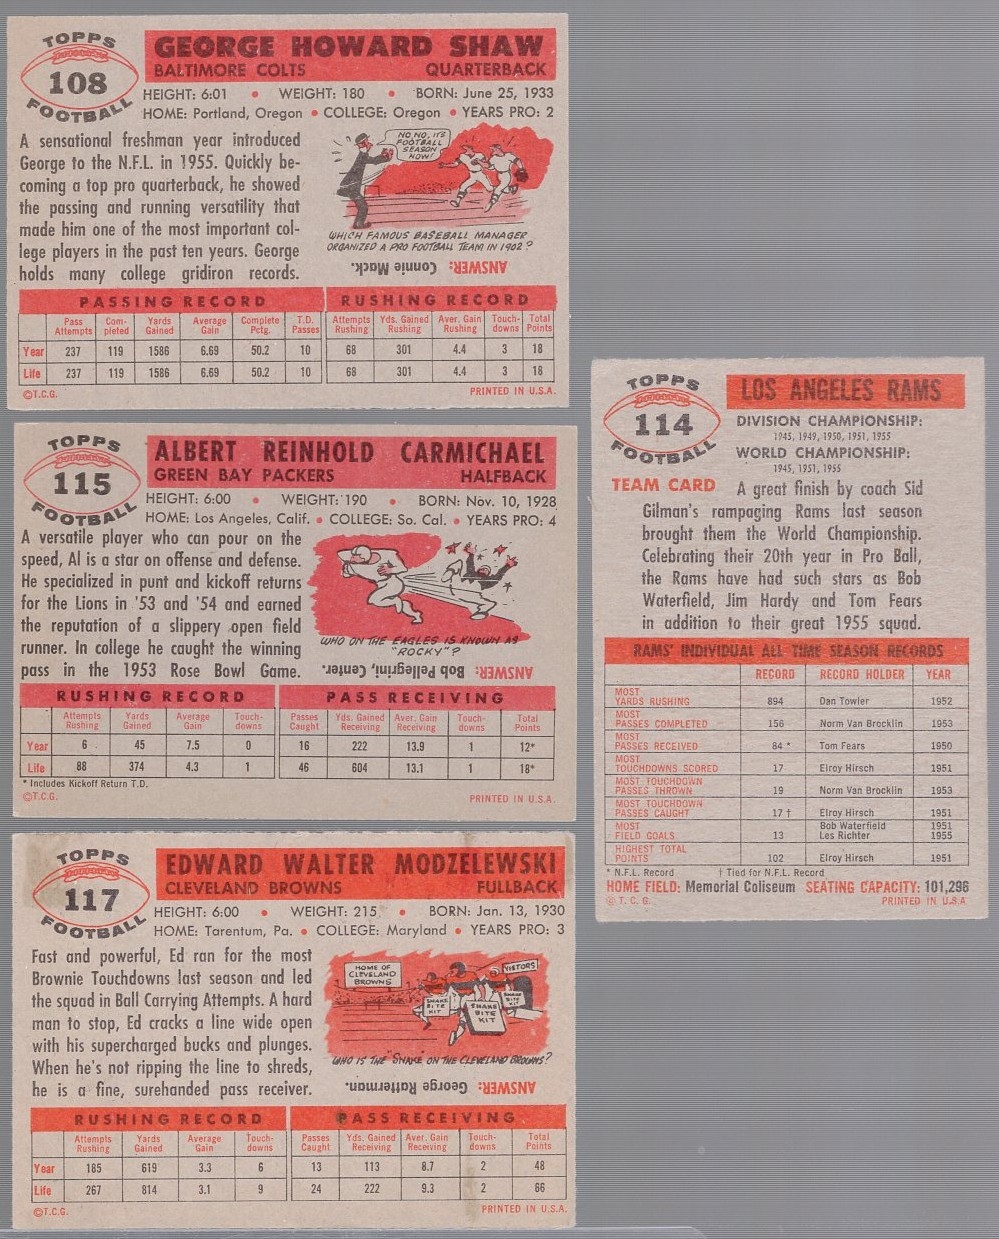 TOPPS
108
FOOTBALL
GEORGE HOWARD SHAW
BALTIMORE COLTS QUARTERBACK
HEIGHT: 6:01 • WEIGHT: 180 • BORN: June 25, 1933
HOME: Portland, Oregon • COLLEGE: Oregon • YEARS PRO: 2
A sensational freshman year introduced
George to the N.F.L. in 1955. Quickly be-
coming a top pro quarterback, he showed
the passing and running versatility that
made him one of the most important col-
lege players in the past ten years. George
holds many college gridiron records.
NO, NO, IT'S
FOOTBALL
SEASON
NOW!
WHICH FAMOUS BASEBALL MANAGER
ORGANIZED A PRO FOOTBALL TEAM IN 1902?
ANSWER: Connie Mack.
PASSING RECORD RUSHING RECORD
Pass Attempts Com-pleted Yards Gained Average Gain Complete Pctg. T.D. Passes Attempts Rushing Yds. Gained Rushing Aver. Gain Rushing Touch-downs Total Points
Year 237 119 1586 6.69 50.2 10 68 301 4.4 3 18
Life 237 119 1586 6.69 50.2 10 68 301 4.4 3 18
©T.C.G. PRINTED IN U.S.A.
TOPPS
115
FOOTBALL
ALBERT REINHOLD CARMICHAEL
GREEN BAY PACKERS HALFBACK
HEIGHT: 6:00 • WEIGHT: 190 • BORN: Nov. 10, 1928
HOME: Los Angeles, Calif. • COLLEGE: So. Cal. • YEARS PRO: 4
A versatile player who can pour on the
speed, Al is a star on offense and defense.
He specialized in punt and kickoff returns
for the Lions in '53 and '54 and earned
the reputation of a slippery open field
runner. In college he caught the winning
pass in the 1953 Rose Bowl Game.
WHO ON THE EAGLES IS KNOWN AS
"ROCKY"?
ANSWER: Bob Pellegrini, Center.
RUSHING RECORD PASS RECEIVING
Attempts Rushing Yards Gained Average Gain Touch-downs Passes Caught Yds. Gained Receiving Aver. Gain Receiving Touch-downs Total Points
Year 6 45 7.5 0 16 222 13.9 1 12*
Life 88 374 4.3 1 46 604 13.1 1 18*
* Includes Kickoff Return T.D.
©T.C.G. PRINTED IN U.S.A.
TOPPS
117
FOOTBALL
EDWARD WALTER MODZELEWSKI
CLEVELAND BROWNS FULLBACK
HEIGHT: 6:00 • WEIGHT: 215 • BORN: Jan. 13, 1930
HOME: Tarentum, Pa. • COLLEGE: Maryland • YEARS PRO: 3
Fast and powerful, Ed ran for the most
Brownie Touchdowns last season and led
the squad in Ball Carrying Attempts. A hard
man to stop, Ed cracks a line wide open
with his supercharged bucks and plunges.
When he's not ripping the line to shreds,
he is a fine, surehanded pass receiver.
HOME OF
CLEVELAND
BROWNS
VISITORS
SNAKE
BITE
KIT
SNAKE
BITE
KIT
SNAKE
BITE
KIT
WHO IS THE "SNAKE" ON THE CLEVELAND BROWNS?
ANSWER: George Ratterman.
RUSHING RECORD PASS RECEIVING
Attempts Rushing Yards Gained Average Gain Touch-downs Passes Caught Yds. Gained Receiving Aver. Gain Receiving Touch-downs Total Points
Year 185 619 3.3 6 13 113 8.7 2 48
Life 267 814 3.1 9 24 222 9.3 2 66
©T.C.G. PRINTED IN U.S.A.
TOPPS
114
FOOTBALL
TEAM CARD
LOS ANGELES RAMS
DIVISION CHAMPIONSHIP:
1945, 1949, 1950, 1951, 1955
WORLD CHAMPIONSHIP:
1945, 1951, 1955
A great finish by coach Sid
Gilman's rampaging Rams last season
brought them the World Championship.
Celebrating their 20th year in Pro Ball,
the Rams have had such stars as Bob
Waterfield, Jim Hardy and Tom Fears
in addition to their great 1955 squad.
RAMS' INDIVIDUAL ALL TIME SEASON RECORDS
RECORD RECORD HOLDER YEAR
MOST YARDS RUSHING 894 Dan Towler 1952
MOST PASSES COMPLETED 156 Norm Van Brocklin 1953
MOST PASSES RECEIVED 84 * Tom Fears 1950
MOST TOUCHDOWNS SCORED 17 Elroy Hirsch 1951
MOST TOUCHDOWN PASSES THROWN 19 Norm Van Brocklin 1953
MOST TOUCHDOWN PASSES CAUGHT 17 † Elroy Hirsch 1951
MOST FIELD GOALS 13 Bob Waterfield 1951
Les Richter 1955
HIGHEST TOTAL POINTS 102 Elroy Hirsch 1951
* N.F.L. Record † Tied for N.F.L. Record
HOME FIELD: Memorial Coliseum SEATING CAPACITY: 101,296
© T. C. G. PRINTED IN U.S.A